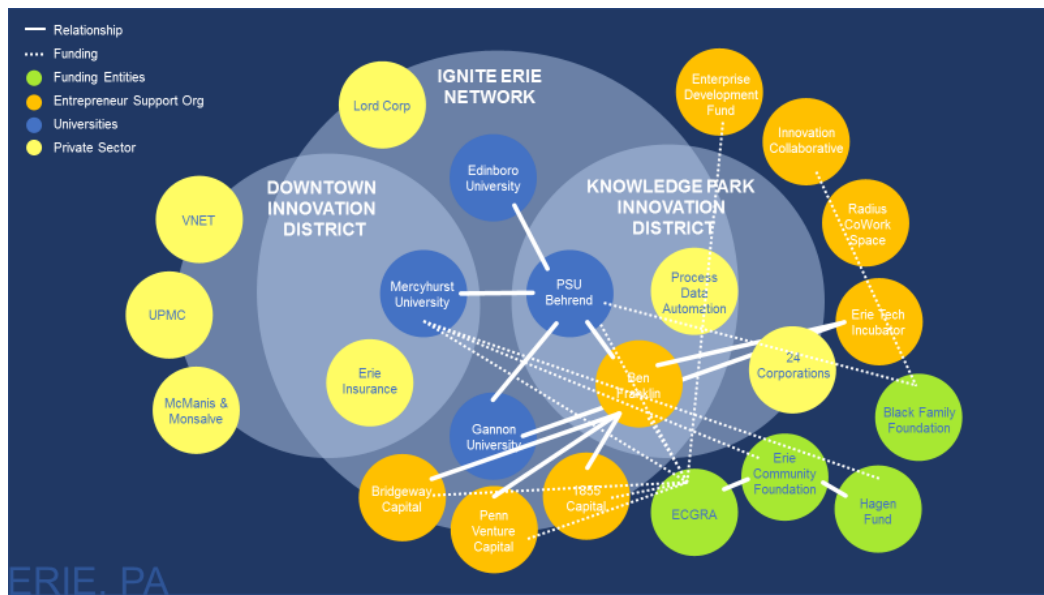 Relationship
Funding
Funding Entities
Entrepreneur Support Org
Universities
Private Sector
IGNITE ERIE
NETWORK
Lord Corp
Enterprise
Development
Fund
Innovation
Collaborative
Edinboro
University
DOWNTOWN
INNOVATION
DISTRICT
KNOWLEDGE PARK
INNOVATION
DISTRICT
VNET
Radius
CoWork
Space
Mercyhurst
University
PSU
Behrend
Process
Data
Automation
UPMC
Erie Tech
Incubator
Erie
Insurance
Ben
Franklin
24
Corporations
McManis &
Monsalve
Black Family
Foundation
Gannon
University
Bridgeway
Capital
Penn
Venture
Capital
1855 Capital
ECGRA
Erie
Community
Foundation
Hagen
Fund
ERIE, PA